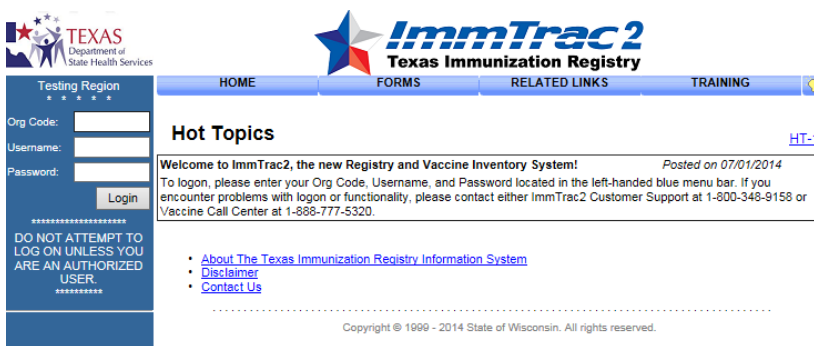 TEXAS
Department of
State Health Services
ImmTrac2
Texas Immunization Registry
Testing Region
* * * * *
HOME FORMS RELATED LINKS TRAINING
Org Code:
Username:
Password:
Login
********************
DO NOT ATTEMPT TO
LOG ON UNLESS YOU
ARE AN AUTHORIZED
USER.
**********
Hot Topics
HT-
Welcome to ImmTrac2, the new Registry and Vaccine Inventory System! Posted on 07/01/2014
To logon, please enter your Org Code, Username, and Password located in the left-handed blue menu bar. If you
encounter problems with logon or functionality, please contact either ImmTrac2 Customer Support at 1-800-348-9158 or
Vaccine Call Center at 1-888-777-5320.
• About The Texas Immunization Registry Information System
• Disclaimer
• Contact Us
Copyright © 1999 - 2014 State of Wisconsin. All rights reserved.